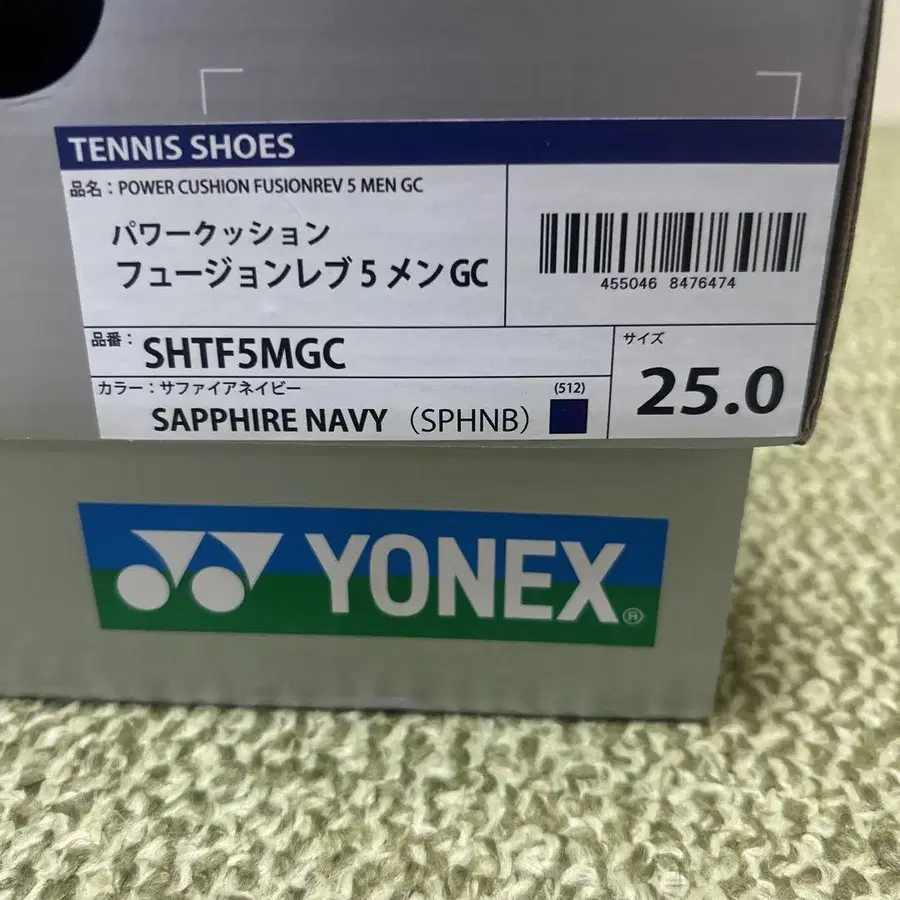 TENNIS SHOES
品名：POWER CUSHION FUSIONREV 5 MEN GC
パワークッション
フュージョンレブ 5 メン GC
455046 8476474
品番：
SHTF5MGC
サイズ
25.0
カラー：サファイアネイビー
(512)
SAPPHIRE NAVY （SPHNB）
YONEX®